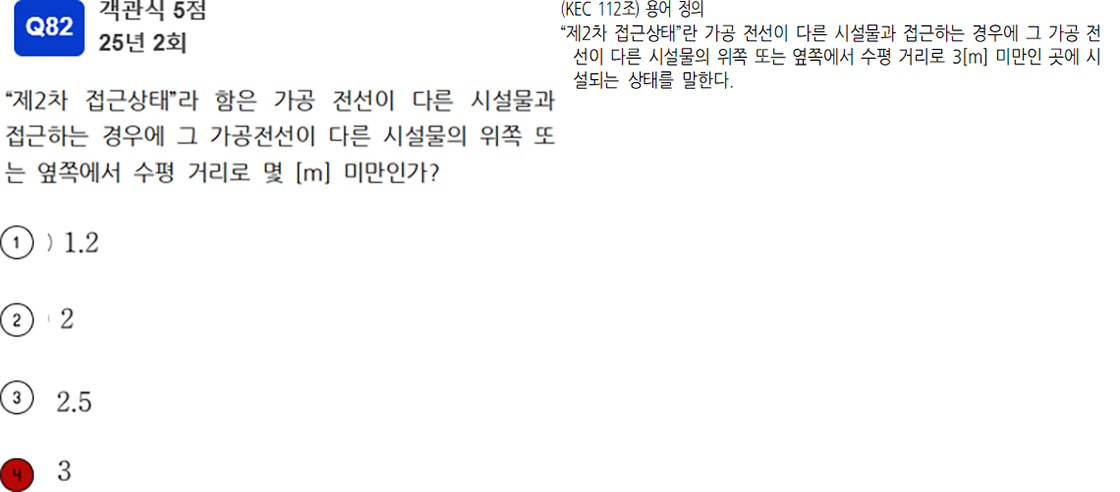 Q82
객관식 5점
25년 2회
“제2차 접근상태”라 함은 가공 전선이 다른 시설물과
접근하는 경우에 그 가공전선이 다른 시설물의 위쪽 또
는 옆쪽에서 수평 거리로 몇 [m] 미만인가?
1 ) 1.2
2 2
3 2.5
4 3
(KEC 112조) 용어 정의
“제2차 접근상태”란 가공 전선이 다른 시설물과 접근하는 경우에 그 가공 전
선이 다른 시설물의 위쪽 또는 옆쪽에서 수평 거리로 3[m] 미만인 곳에 시
설되는 상태를 말한다.